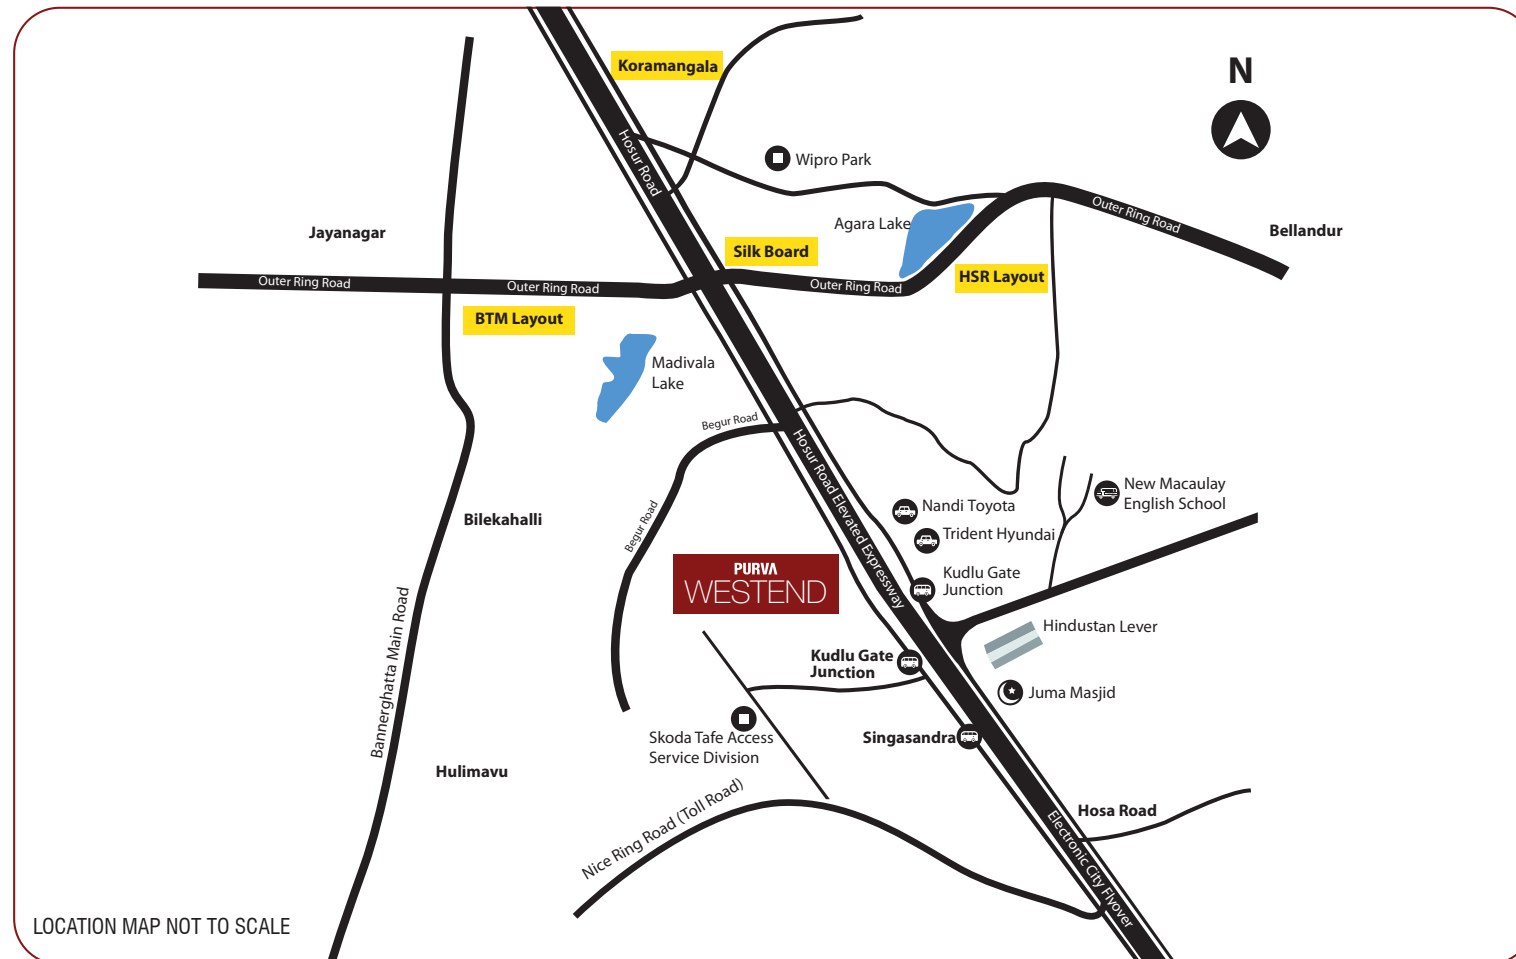 N
Koramangala
Hosur Road
Wipro Park
Agara Lake
Outer Ring Road
Bellandur
Jayanagar
Silk Board
HSR Layout
Outer Ring Road
Outer Ring Road
Outer Ring Road
BTM Layout
Madivala
Lake
Begur Road
Hosur Road Elevated Expressway
New Macaulay
English School
Nandi Toyota
Bilekahalli
Begur Road
Trident Hyundai
PURVA
WESTEND
Kudlu Gate
Junction
Hindustan Lever
Bannerghatta Main Road
Kudlu Gate
Junction
Juma Masjid
Skoda Tafe Access
Service Division
Singasandra
Hulimavu
Nice Ring Road (Toll Road)
Hosa Road
Electronic City Flyover
LOCATION MAP NOT TO SCALE